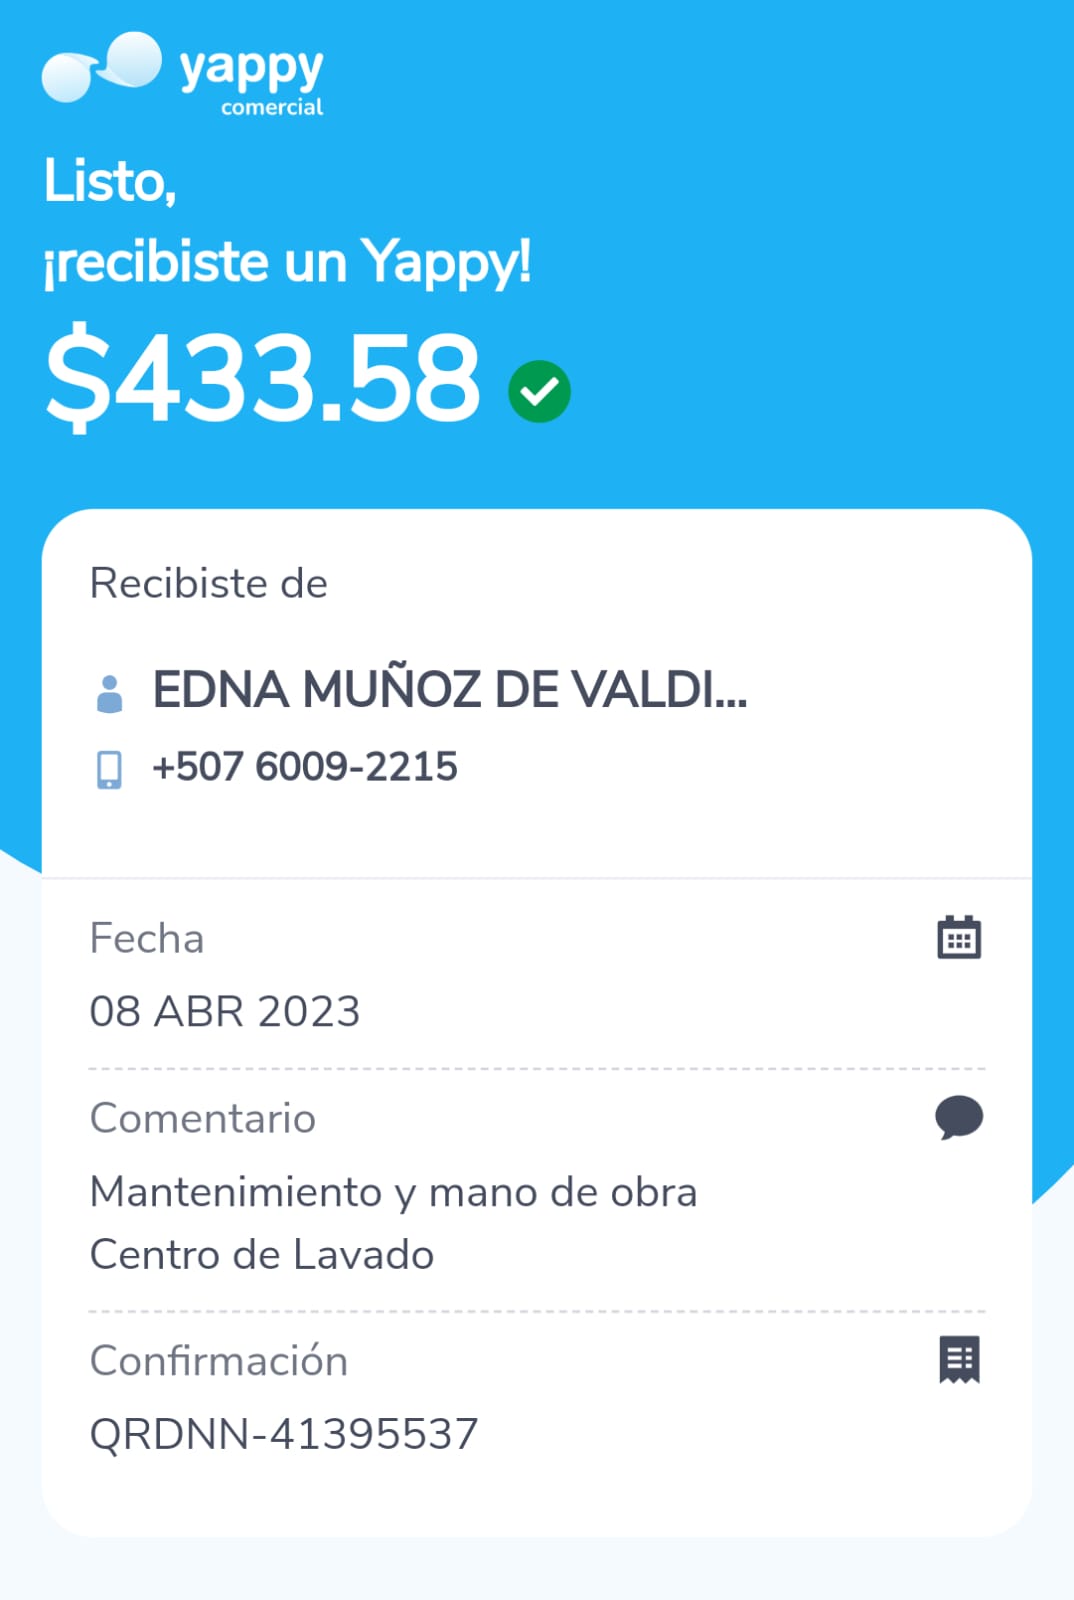 yappy
comercial
Listo,
¡recibiste un Yappy!
$433.58
Recibiste de
EDNA MUÑOZ DE VALDI...
+507 6009-2215
Fecha
08 ABR 2023
Comentario
Mantenimiento y mano de obra
Centro de Lavado
Confirmación
QRDNN-41395537